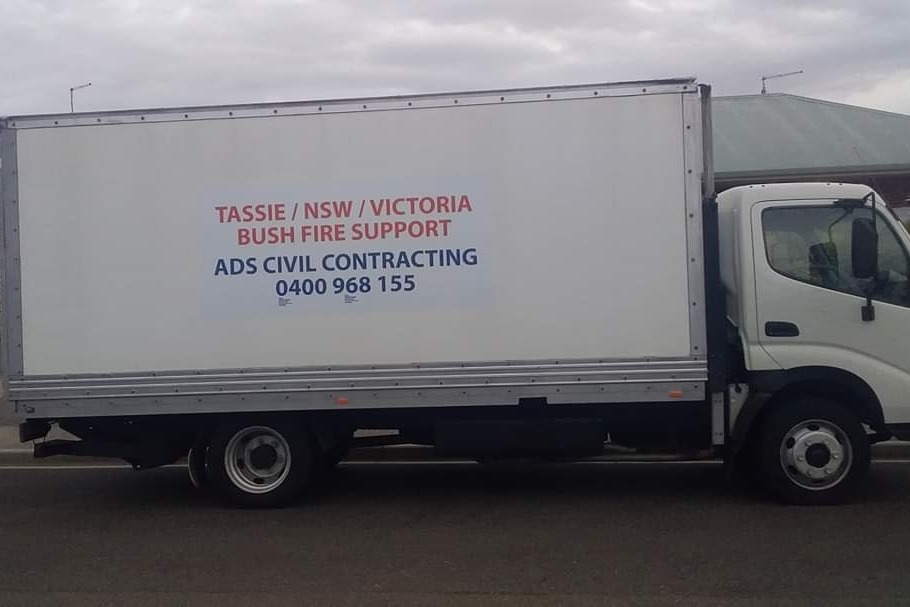 TASSIE / NSW / VICTORIA
BUSH FIRE SUPPORT
ADS CIVIL CONTRACTING
0400 968 155